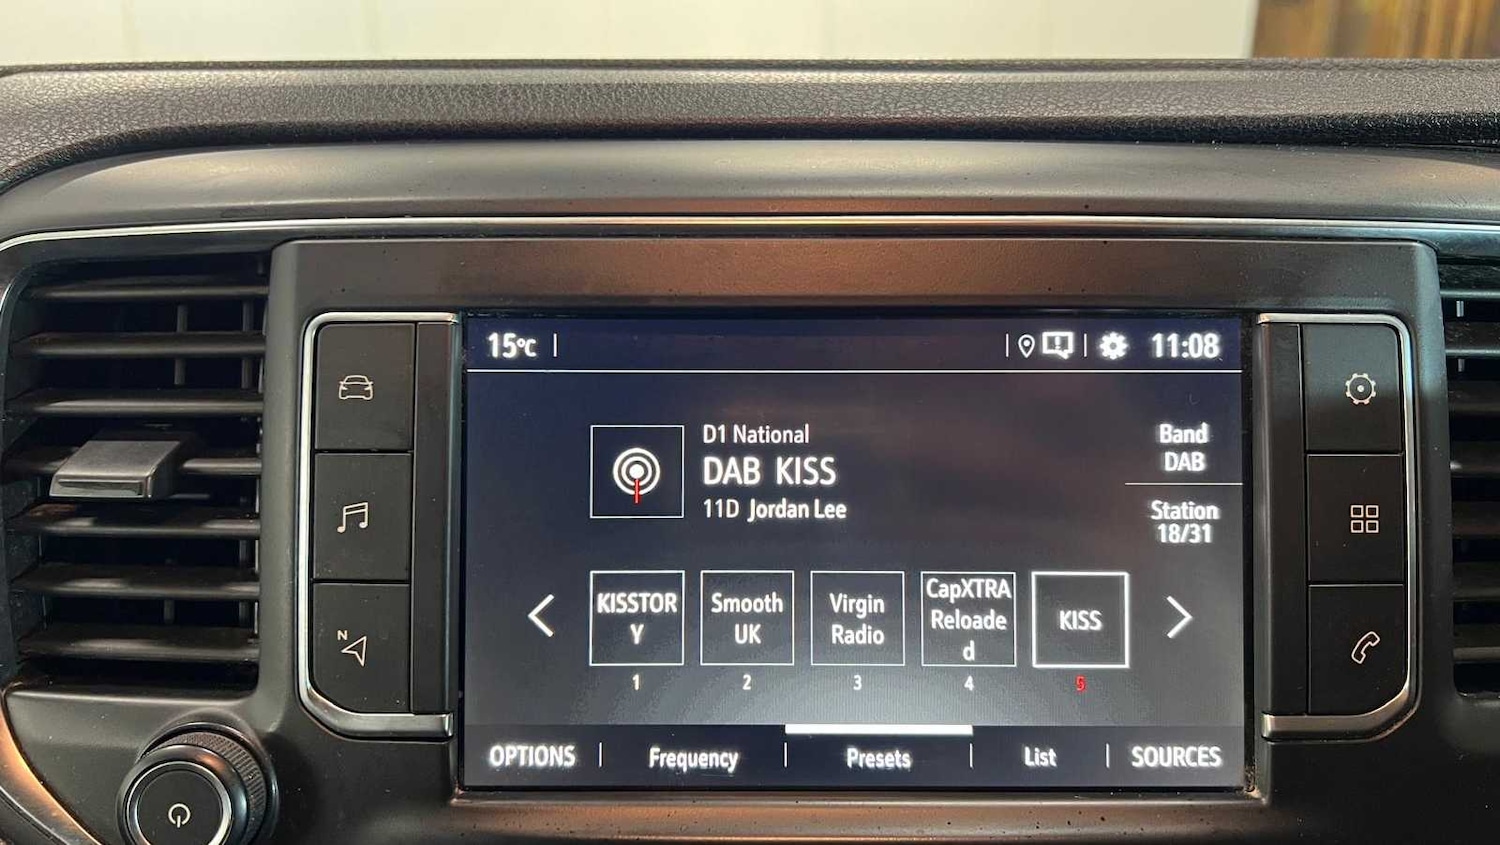 15°C
11:08
D1 National
DAB KISS
11D Jordan Lee
Band
DAB
Station
18/31
KISSTOR
Y
Smooth
UK
Virgin
Radio
CapXTRA
Reloade
d
KISS
1
2
3
4
5
N
OPTIONS
Frequency
Presets
List
SOURCES